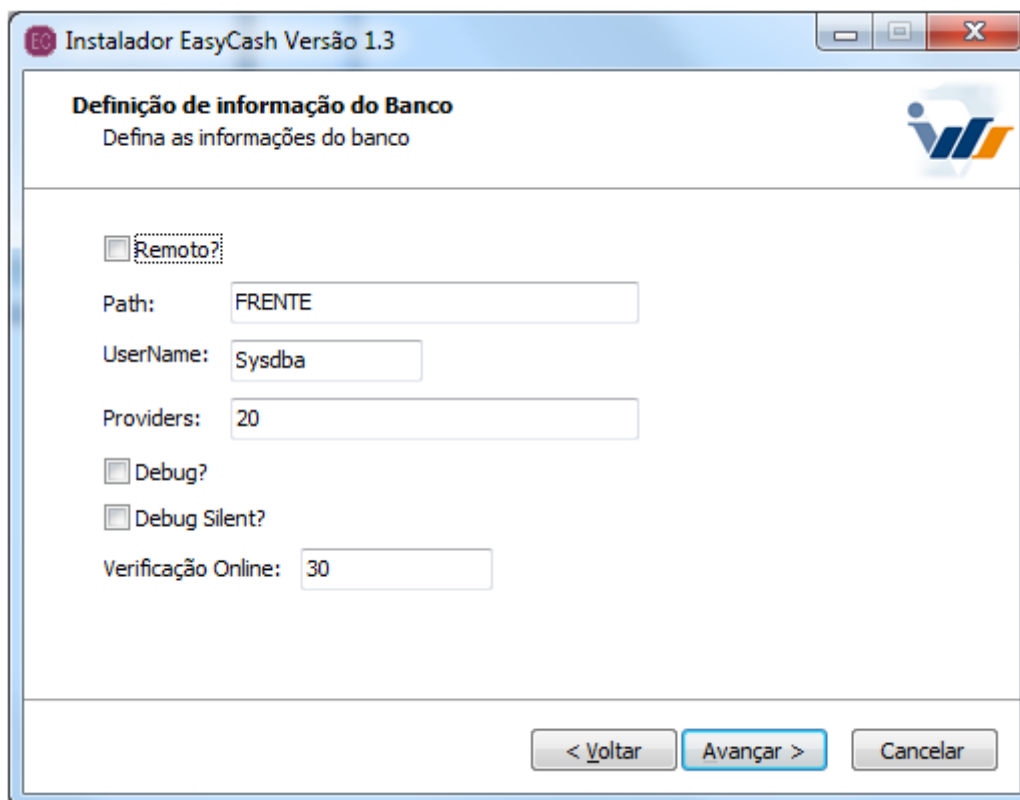 EC Instalador EasyCash Versão 1.3
Definição de informação do Banco
Defina as informações do banco
Remoto?
Path: FRENTE
UserName: Sysdba
Providers: 20
Debug?
Debug Silent?
Verificação Online: 30
< Voltar Avançar > Cancelar